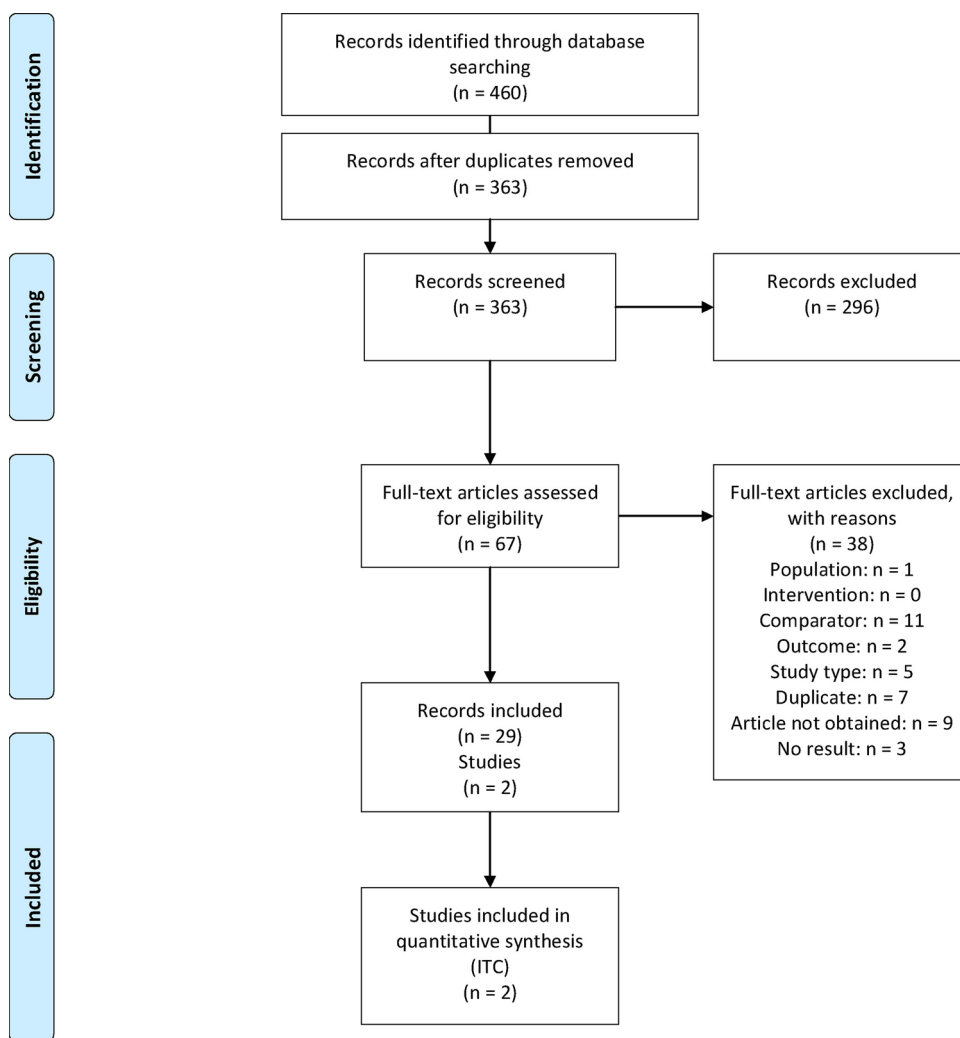 Identification
Records identified through database
searching
(n = 460)
Records after duplicates removed
(n = 363)
Screening
Records screened
(n = 363)
Records excluded
(n = 296)
Eligibility
Full-text articles assessed
for eligibility
(n = 67)
Full-text articles excluded,
with reasons
(n = 38)
Population: n = 1
Intervention: n = 0
Comparator: n = 11
Outcome: n = 2
Study type: n = 5
Duplicate: n = 7
Article not obtained: n = 9
No result: n = 3
Included
Records included
(n = 29)
Studies
(n = 2)
Studies included in
quantitative synthesis
(ITC)
(n = 2)